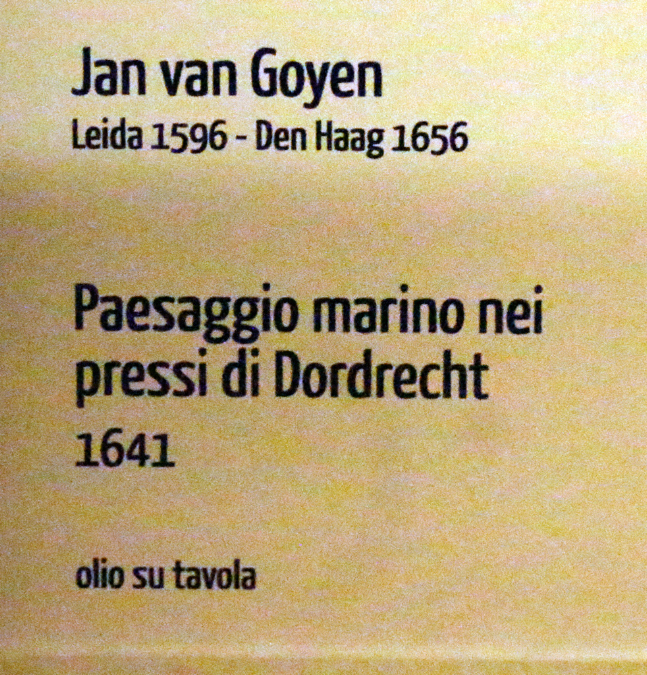 Jan van Goyen
Leida 1596 - Den Haag 1656
Paesaggio marino nei
pressi di Dordrecht
1641
olio su tavola